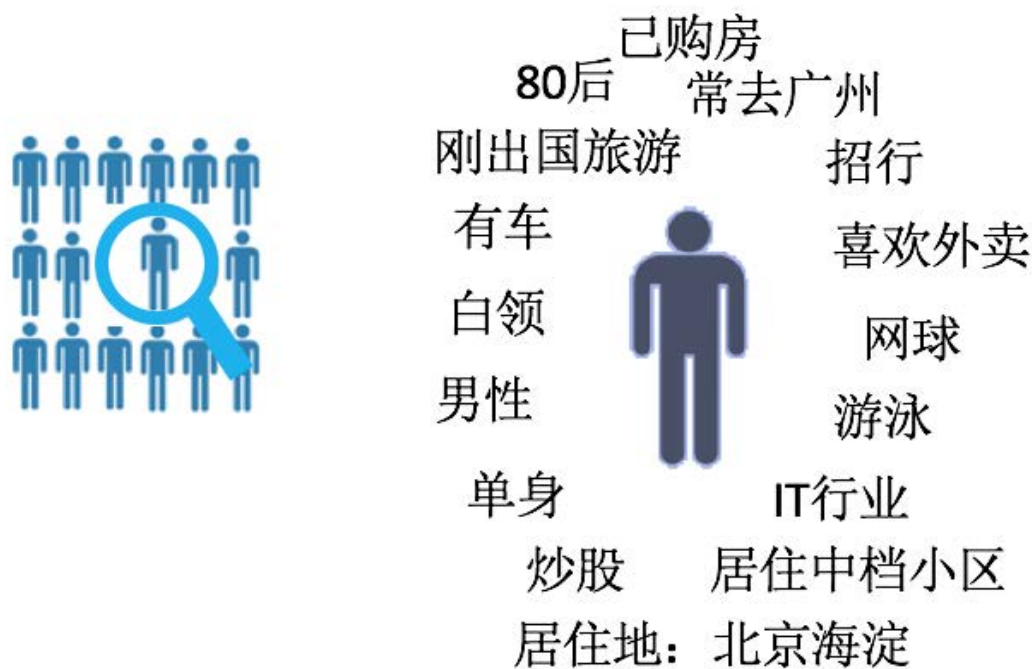 已购房
80后
常去广州
刚出国旅游
招行
有车
喜欢外卖
白领
网球
男性
游泳
单身
IT行业
炒股
居住中档小区
居住地：北京海淀